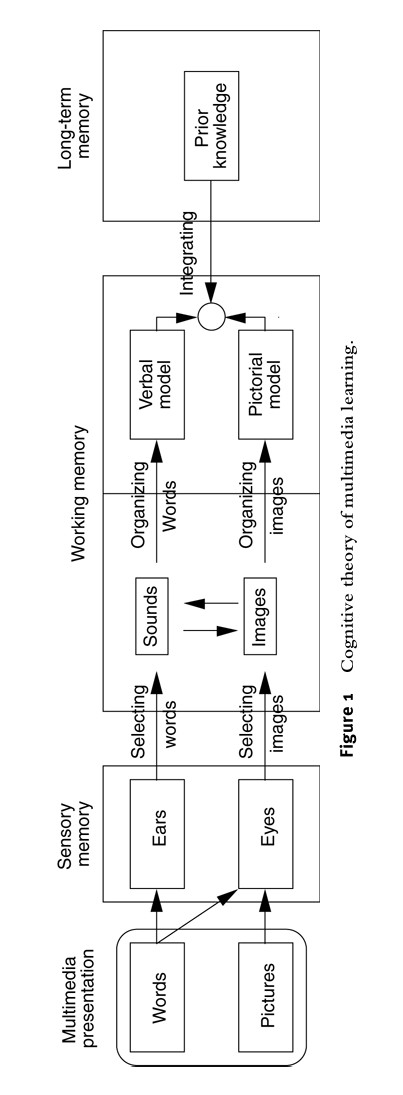 Multimedia
presentation
Sensory
memory
Working memory
Long-term
memory
Words
Ears
Selecting
words
Sounds
Organizing
Words
Verbal
model
Integrating
Prior
knowledge
Pictures
Eyes
Selecting
images
Images
Organizing
images
Pictorial
model
Figure 1 Cognitive theory of multimedia learning.